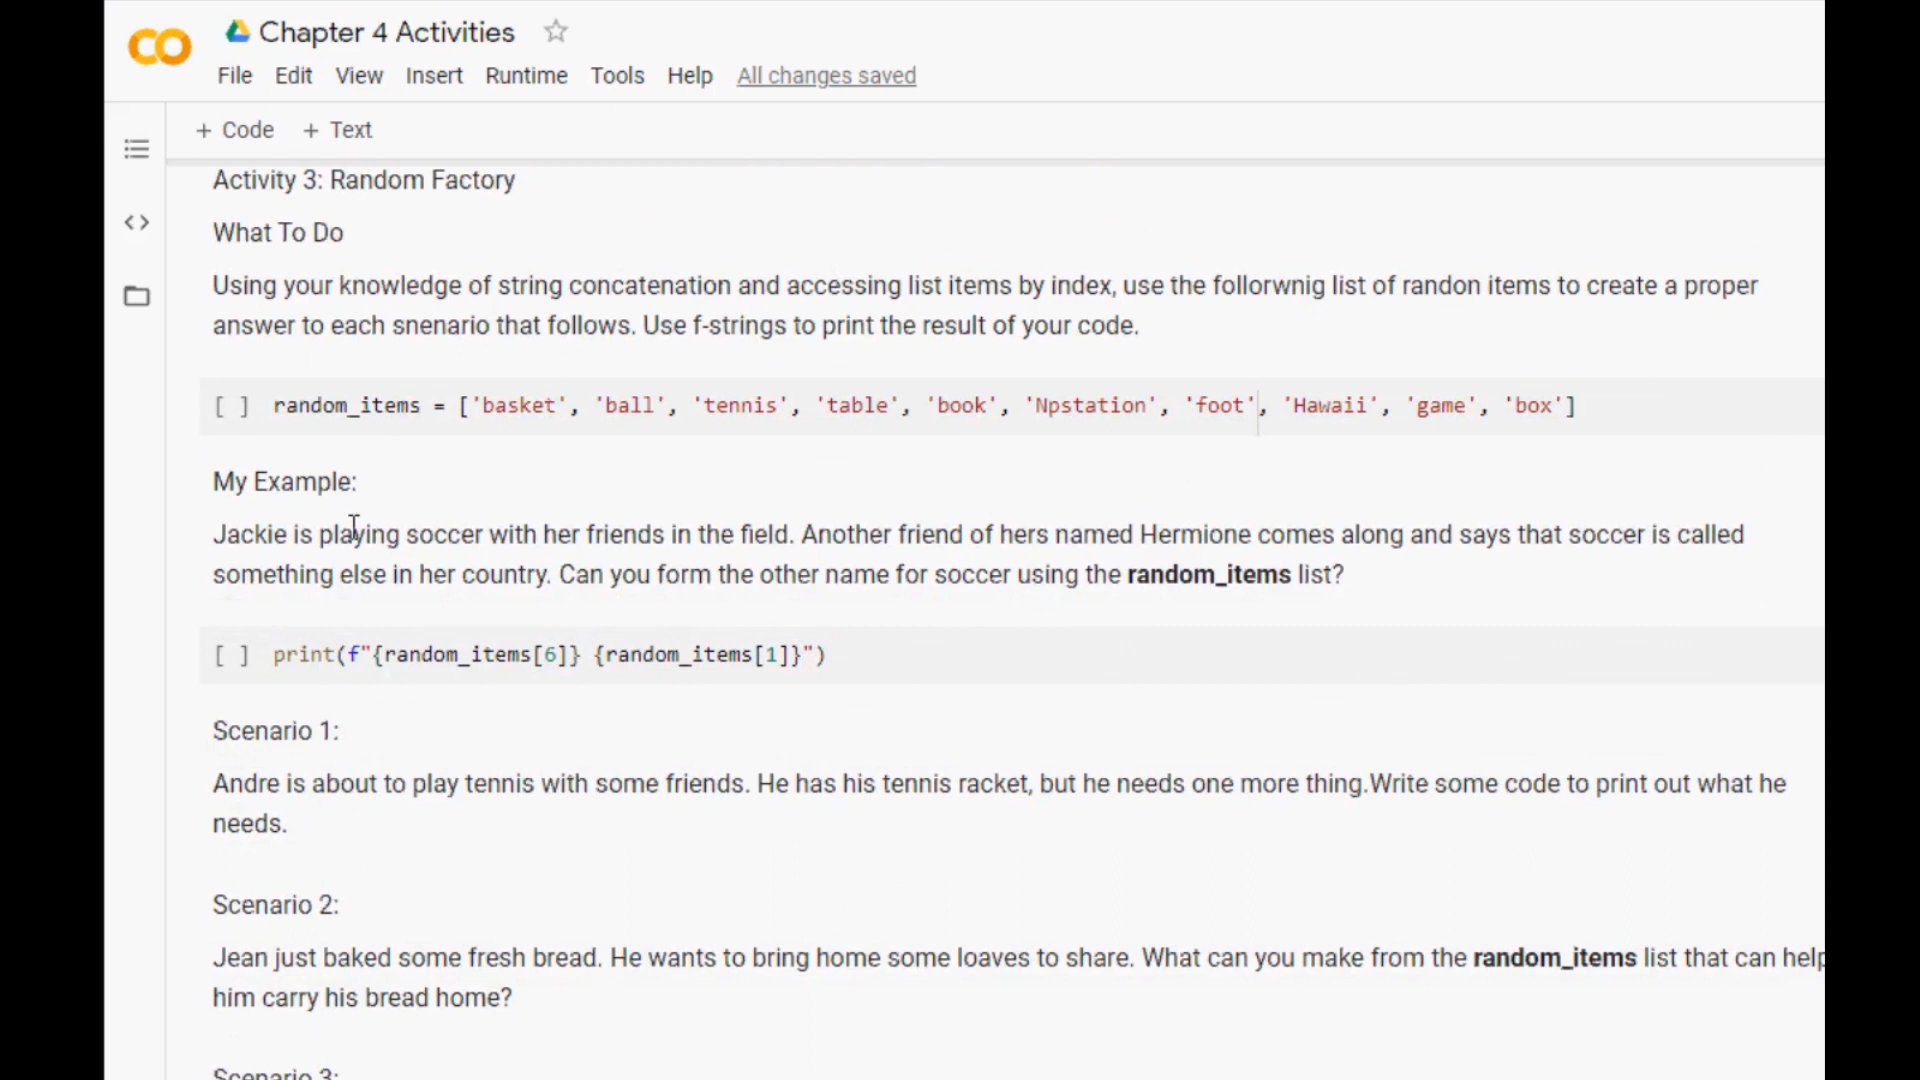 Chapter 4 Activities
File Edit View Insert Runtime Tools Help All changes saved
+ Code + Text
Activity 3: Random Factory
What To Do
Using your knowledge of string concatenation and accessing list items by index, use the follorwnig list of randon items to create a proper
answer to each snenario that follows. Use f-strings to print the result of your code.
[ ] random_items = ['basket', 'ball', 'tennis', 'table', 'book', 'Npstation', 'foot', 'Hawaii', 'game', 'box']
My Example:
Jackie is playing soccer with her friends in the field. Another friend of hers named Hermione comes along and says that soccer is called
something else in her country. Can you form the other name for soccer using the random_items list?
[ ] print(f"{random_items[6]} {random_items[1]}")
Scenario 1:
Andre is about to play tennis with some friends. He has his tennis racket, but he needs one more thing.Write some code to print out what he
needs.
Scenario 2:
Jean just baked some fresh bread. He wants to bring home some loaves to share. What can you make from the random_items list that can help
him carry his bread home?
Scenario 3: